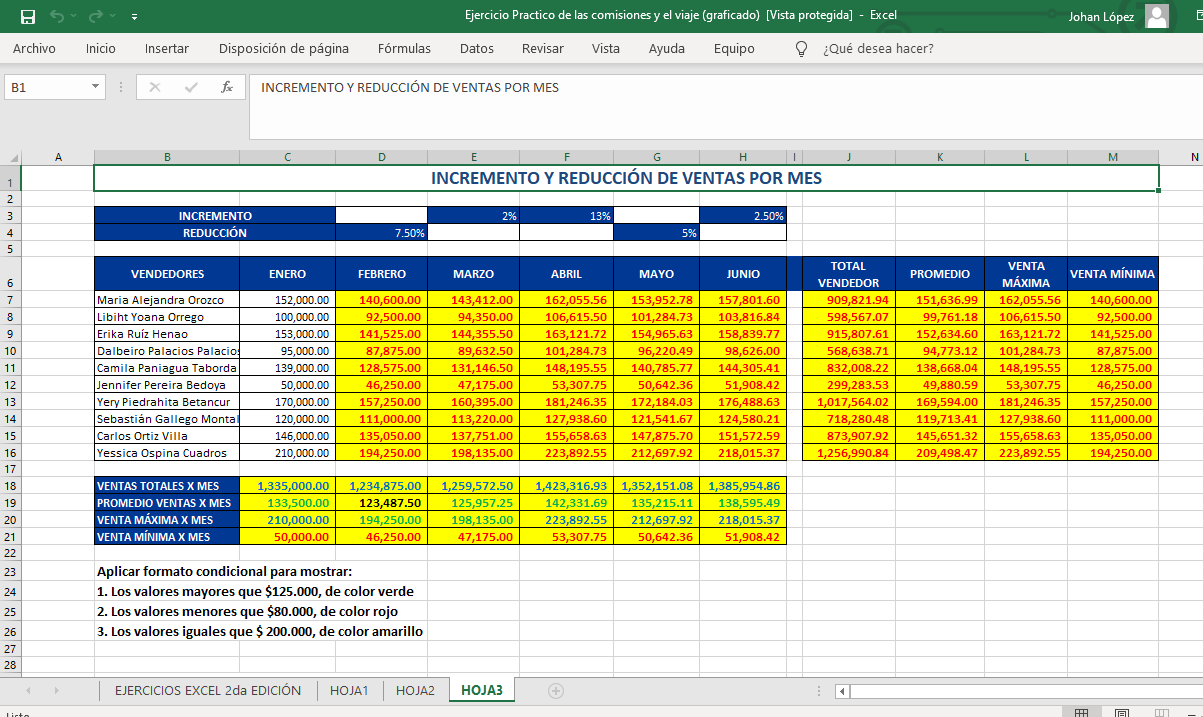 Ejercicio Practico de las comisiones y el viaje (graficado) [Vista protegida] - Excel
Johan López
Archivo Inicio Insertar Disposición de página Fórmulas Datos Revisar Vista Ayuda Equipo ¿Qué desea hacer?
B1 fx INCREMENTO Y REDUCCIÓN DE VENTAS POR MES
A B C D E F G H I J K L M N
1 INCREMENTO Y REDUCCIÓN DE VENTAS POR MES
2
3 INCREMENTO 2% 13% 2.50%
4 REDUCCIÓN 7.50% 5%
5
6 VENDEDORES ENERO FEBRERO MARZO ABRIL MAYO JUNIO TOTAL VENDEDOR PROMEDIO VENTA MÁXIMA VENTA MÍNIMA
7 Maria Alejandra Orozco 152,000.00 140,600.00 143,412.00 162,055.56 153,952.78 157,801.60 909,821.94 151,636.99 162,055.56 140,600.00
8 Libiht Yoana Orrego 100,000.00 92,500.00 94,350.00 106,615.50 101,284.73 103,816.84 598,567.07 99,761.18 106,615.50 92,500.00
9 Erika Ruíz Henao 153,000.00 141,525.00 144,355.50 163,121.72 154,965.63 158,839.77 915,807.61 152,634.60 163,121.72 141,525.00
10 Dalbeiro Palacios Palacios 95,000.00 87,875.00 89,632.50 101,284.73 96,220.49 98,626.00 568,638.71 94,773.12 101,284.73 87,875.00
11 Camila Paniagua Taborda 139,000.00 128,575.00 131,146.50 148,195.55 140,785.77 144,305.41 832,008.22 138,668.04 148,195.55 128,575.00
12 Jennifer Pereira Bedoya 50,000.00 46,250.00 47,175.00 53,307.75 50,642.36 51,908.42 299,283.53 49,880.59 53,307.75 46,250.00
13 Yery Piedrahita Betancur 170,000.00 157,250.00 160,395.00 181,246.35 172,184.03 176,488.63 1,017,564.02 169,594.00 181,246.35 157,250.00
14 Sebastián Gallego Montal 120,000.00 111,000.00 113,220.00 127,938.60 121,541.67 124,580.21 718,280.48 119,713.41 127,938.60 111,000.00
15 Carlos Ortiz Villa 146,000.00 135,050.00 137,751.00 155,658.63 147,875.70 151,572.59 873,907.92 145,651.32 155,658.63 135,050.00
16 Yessica Ospina Cuadros 210,000.00 194,250.00 198,135.00 223,892.55 212,697.92 218,015.37 1,256,990.84 209,498.47 223,892.55 194,250.00
17
18 VENTAS TOTALES X MES 1,335,000.00 1,234,875.00 1,259,572.50 1,423,316.93 1,352,151.08 1,385,954.86
19 PROMEDIO VENTAS X MES 133,500.00 123,487.50 125,957.25 142,331.69 135,215.11 138,595.49
20 VENTA MÁXIMA X MES 210,000.00 194,250.00 198,135.00 223,892.55 212,697.92 218,015.37
21 VENTA MÍNIMA X MES 50,000.00 46,250.00 47,175.00 53,307.75 50,642.36 51,908.42
22
23 Aplicar formato condicional para mostrar:
24 1. Los valores mayores que $125.000, de color verde
25 2. Los valores menores que $80.000, de color rojo
26 3. Los valores iguales que $ 200.000, de color amarillo
27
28
EJERCICIOS EXCEL 2da EDICIÓN HOJA1 HOJA2 HOJA3